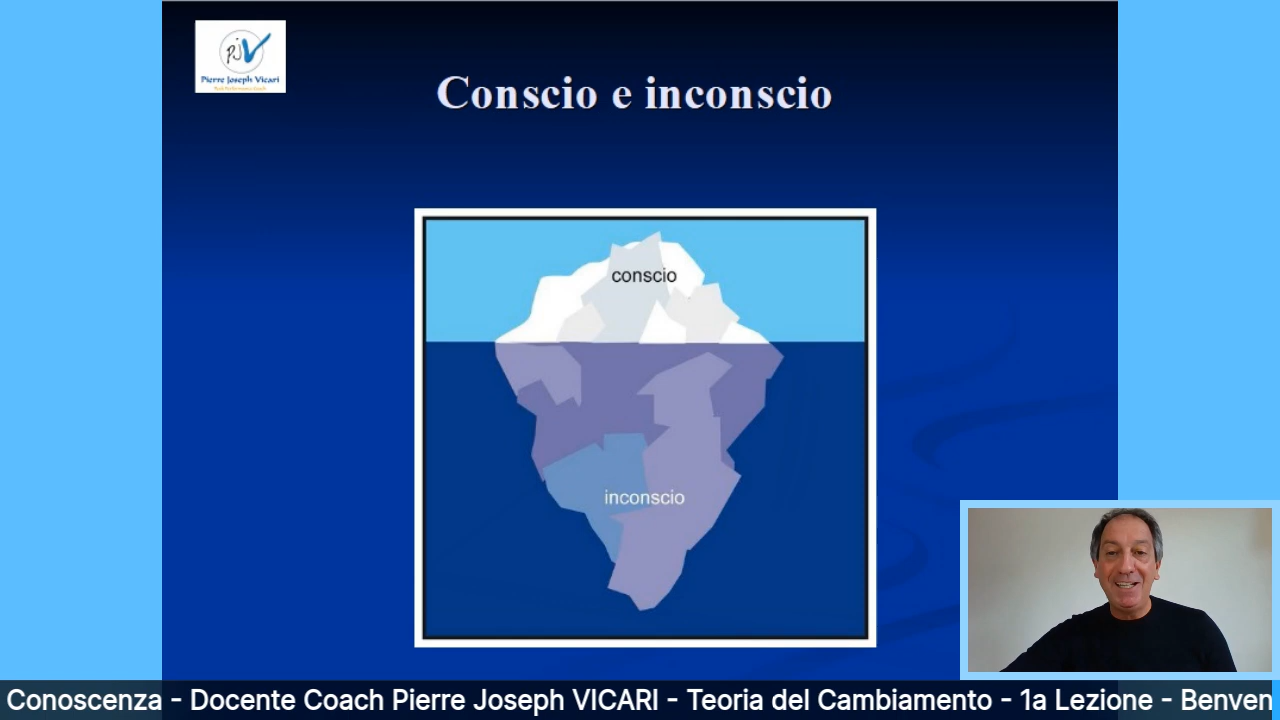 PJV
Pierre Joseph Vicari
Conscio e inconscio
conscio
inconscio
Conoscenza - Docente Coach Pierre Joseph VICARI - Teoria del Cambiamento - 1a Lezione - Benven